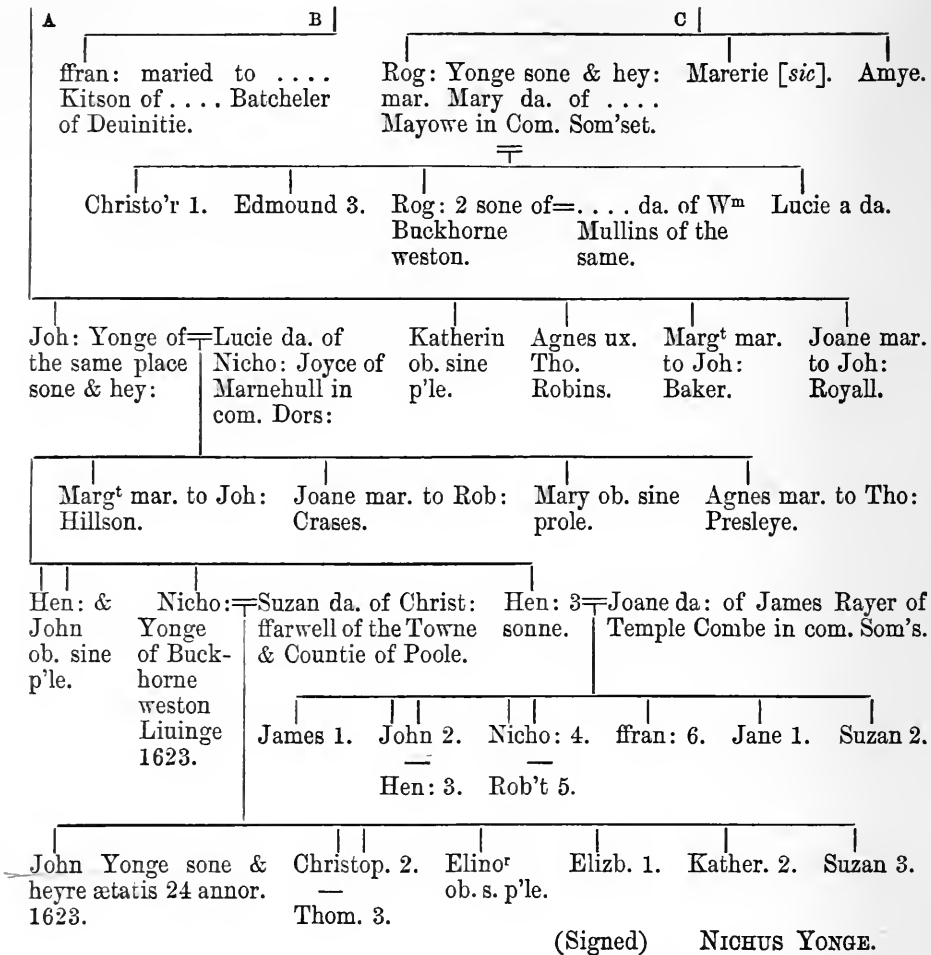 A B C
ffran: maried to . . . . Rog: Yonge sone & hey: Marerie [sic]. Amye.
Kitson of . . . . Batcheler mar. Mary da. of . . . .
of Deuinitie. Mayowe in Com. Som'set.
Christo'r 1. Edmound 3. Rog: 2 sone of=. . . . da. of Wᵐ Lucie a da.
Buckhorne Mullins of the
weston. same.
Joh: Yonge of Lucie da. of Katherin Agnes ux. Margᵗ mar. Joane mar.
the same place Nicho: Joyce of ob. sine Tho. to Joh: to Joh:
sone & hey: Marnehull in p'le. Robins. Baker. Royall.
com. Dors:
Margᵗ mar. to Joh: Joane mar. to Rob: Mary ob. sine Agnes mar. to Tho:
Hillson. Crases. prole. Presleye.
Hen: & Nicho: Suzan da. of Christ: Hen: 3 Joane da: of James Rayer of
John Yonge ffarwell of the Towne sonne. Temple Combe in com. Som's.
ob. sine of Buck- & Countie of Poole.
p'le. horne
weston
Liuinge James 1. John 2. Nicho: 4. ffran: 6. Jane 1. Suzan 2.
1623.
Hen: 3. Rob't 5.
John Yonge sone & Christop. 2. Elinoʳ Elizb. 1. Kather. 2. Suzan 3.
heyre ætatis 24 annor. ob. s. p'le.
1623. Thom. 3.
(Signed) NICHUS YONGE.